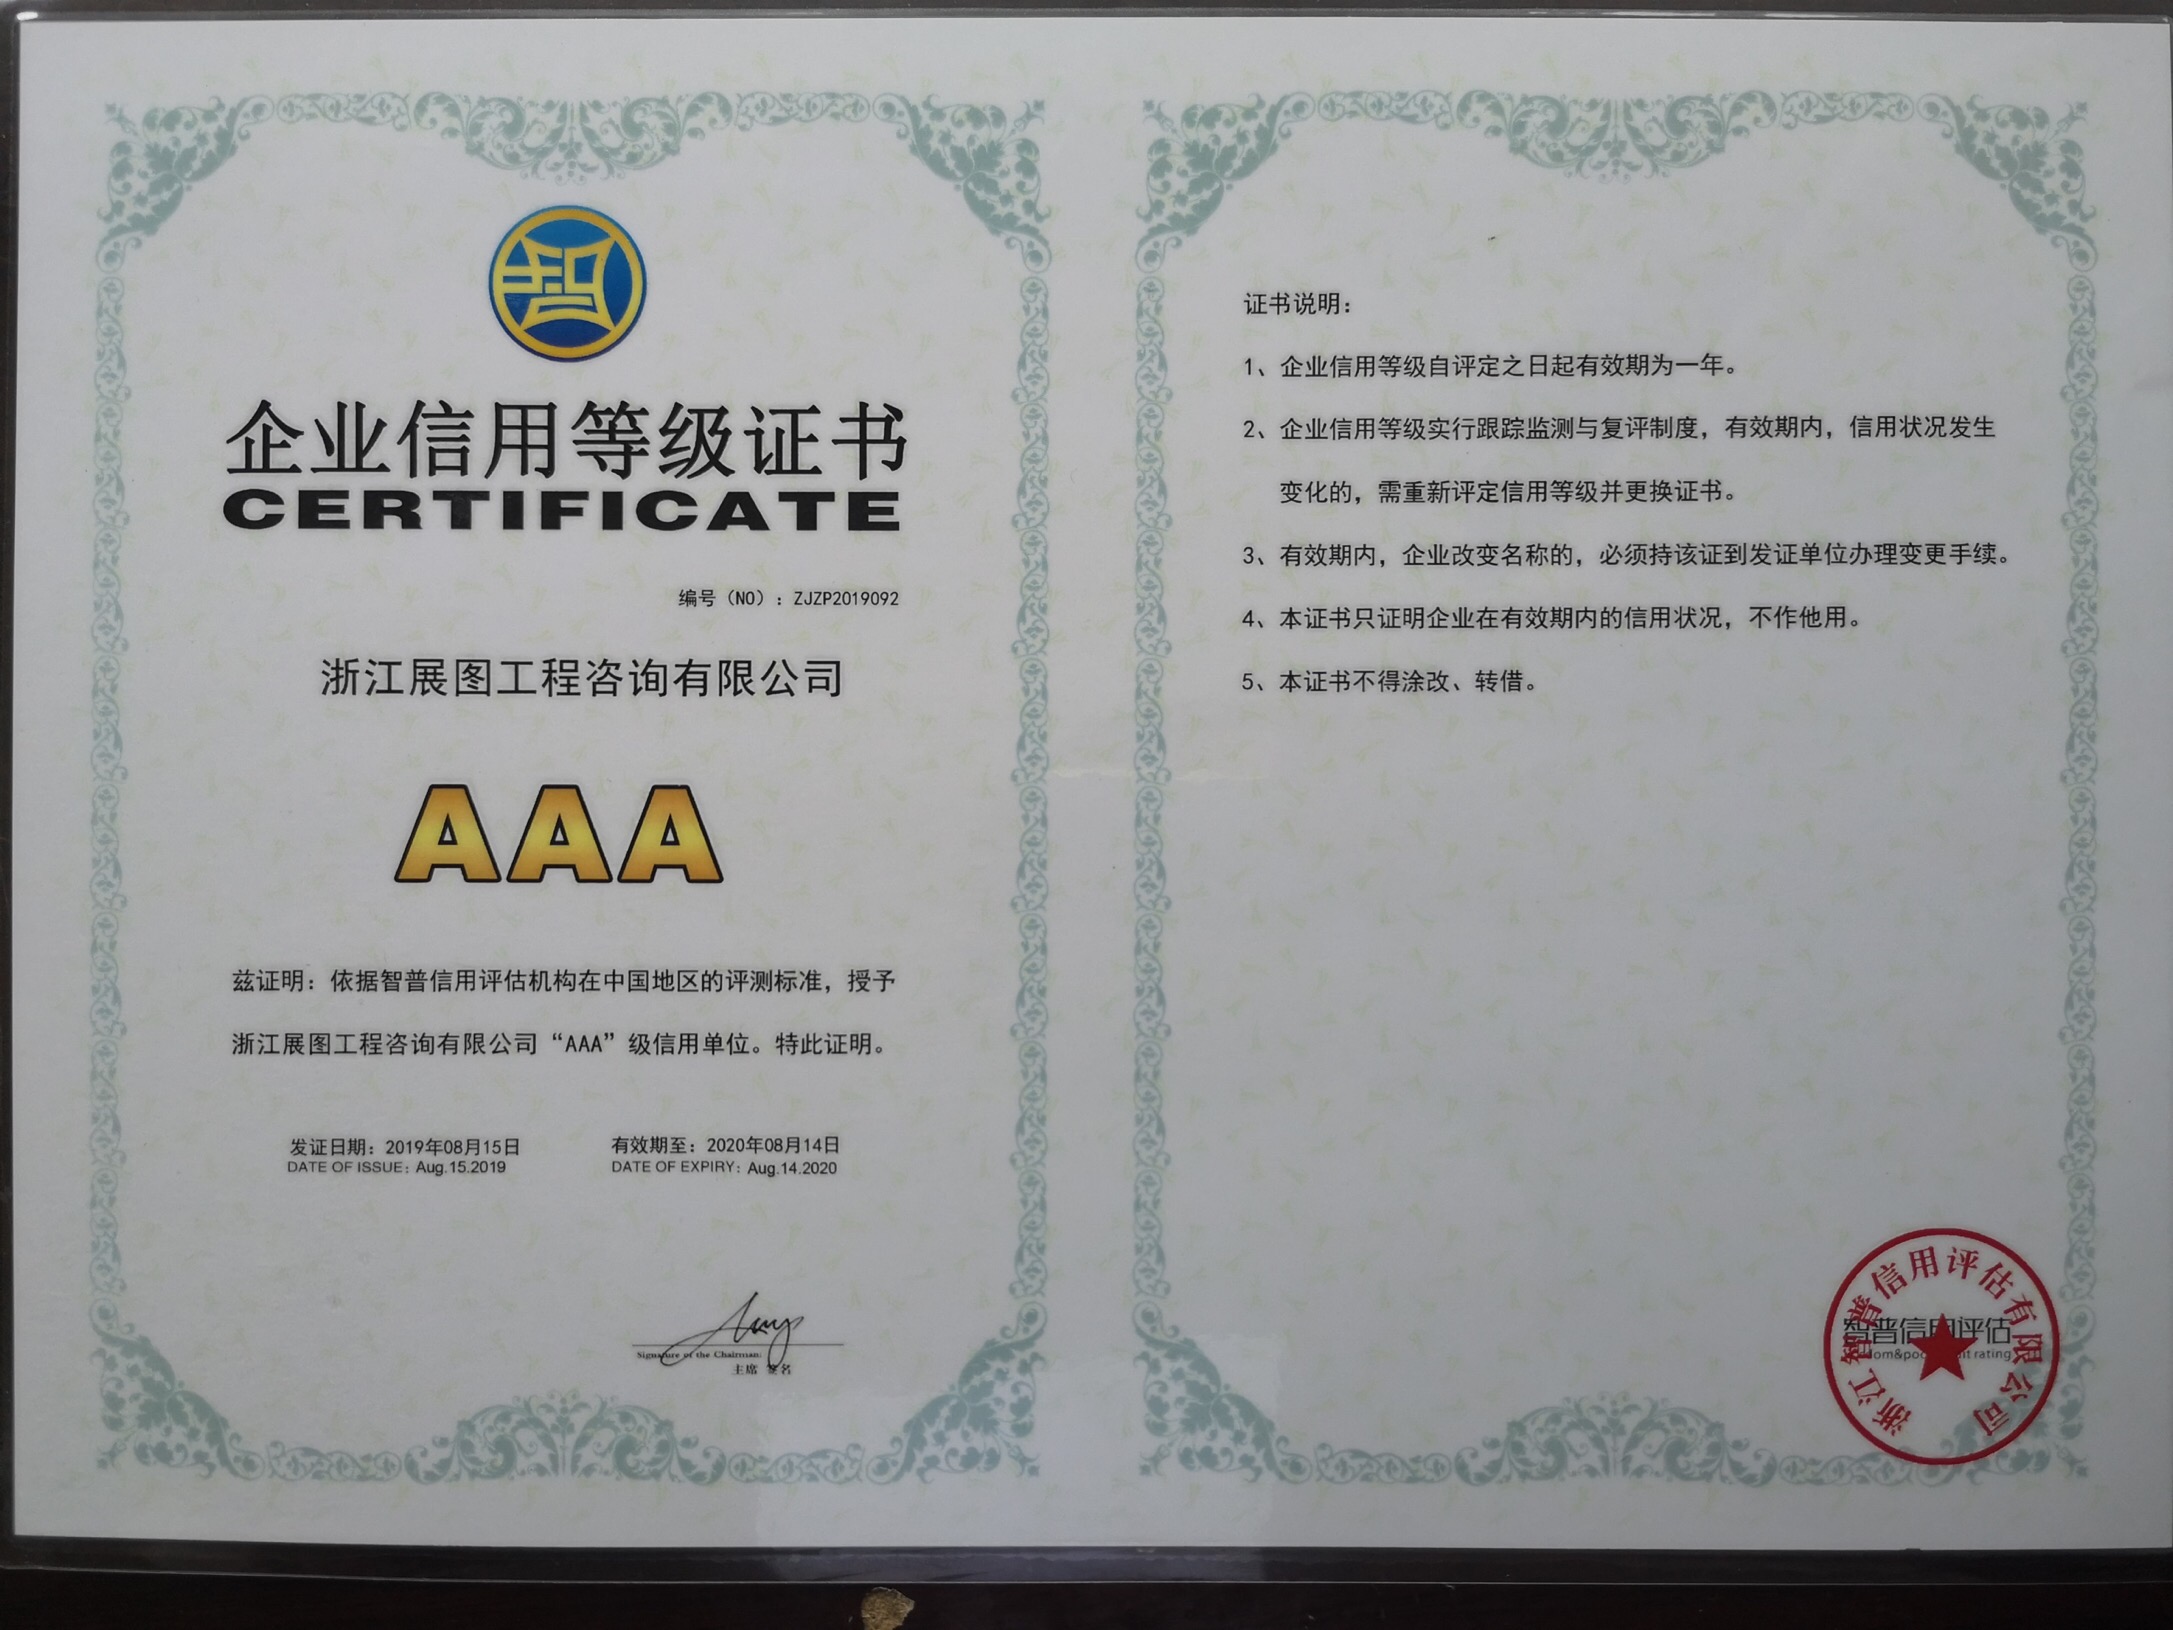 智
企业信用等级证书
CERTIFICATE
编号（NO）：ZJZP2019092
浙江展图工程咨询有限公司
AAA
兹证明：依据智普信用评估机构在中国地区的评测标准，授予
浙江展图工程咨询有限公司“AAA”级信用单位。特此证明。
发证日期：2019年08月15日
DATE OF ISSUE: Aug.15.2019
有效期至：2020年08月14日
DATE OF EXPIRY: Aug.14.2020
Signature of the Chairman:
主席 签名
证书说明：
1、企业信用等级自评定之日起有效期为一年。
2、企业信用等级实行跟踪监测与复评制度，有效期内，信用状况发生
变化的，需重新评定信用等级并更换证书。
3、有效期内，企业改变名称的，必须持该证到发证单位办理变更手续。
4、本证书只证明企业在有效期内的信用状况，不作他用。
5、本证书不得涂改、转借。
浙江智普信用评估有限公司
智普信用评估
rating